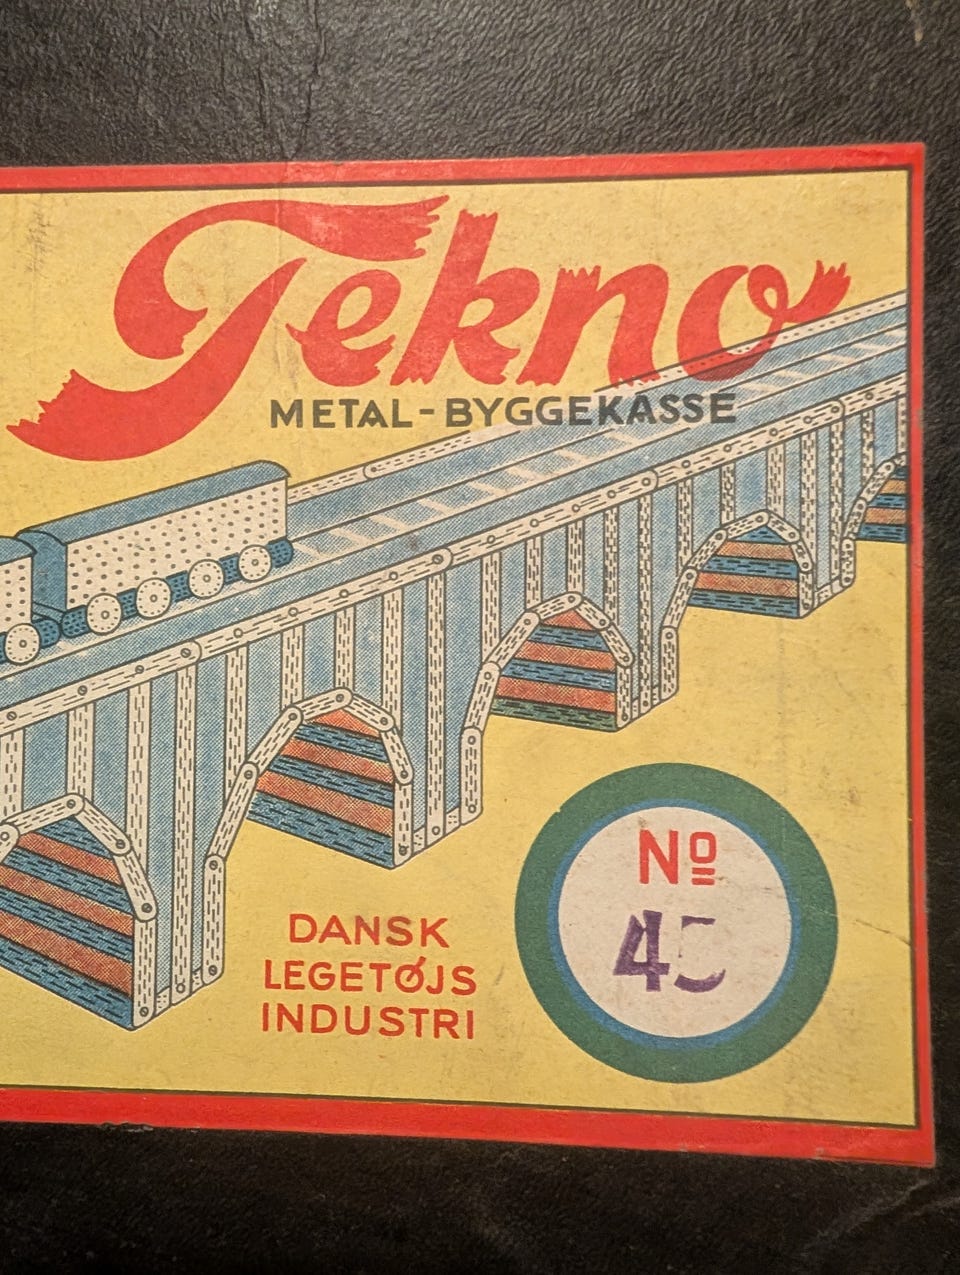 Tekno
METAL-BYGGEKASSE
DANSK
LEGETØJS
INDUSTRI
Nº